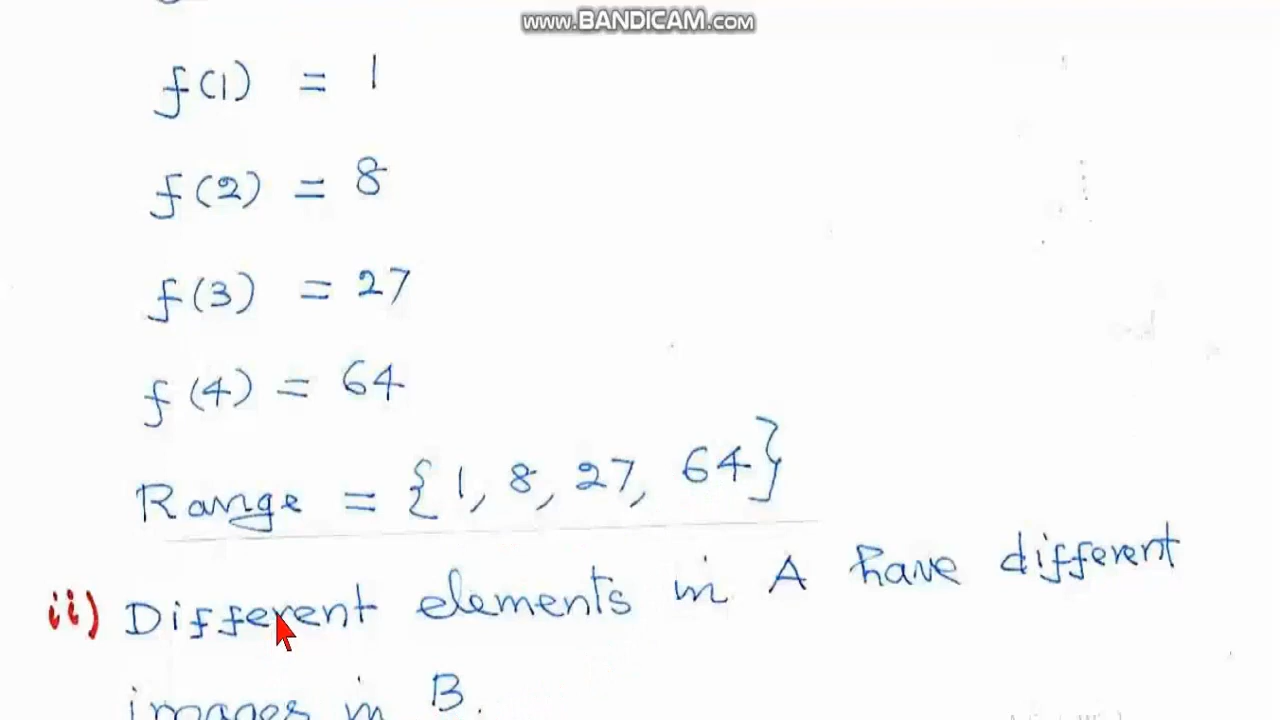 www.BANDICAM.com
f(1) = 1
f(2) = 8
f(3) = 27
f(4) = 64
Range = {1, 8, 27, 64}
ii) Different elements in A have different
images in B.